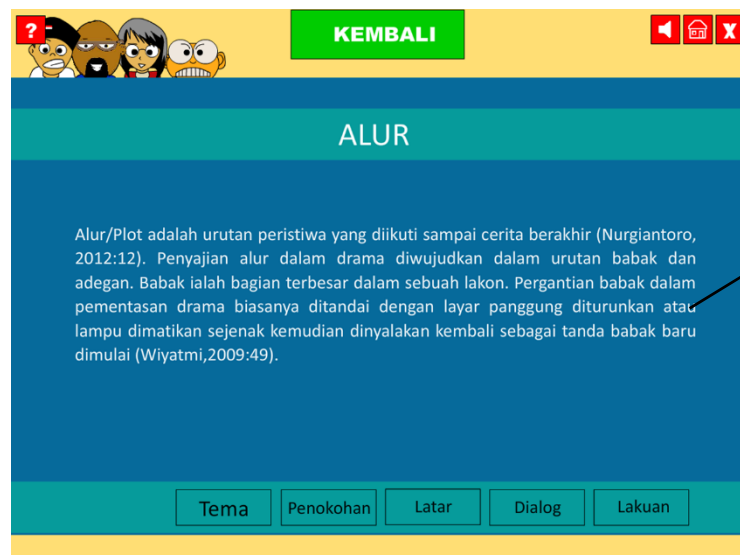 ?
KEMBALI
X
ALUR
Alur/Plot adalah urutan peristiwa yang diikuti sampai cerita berakhir (Nurgiantoro,
2012:12). Penyajian alur dalam drama diwujudkan dalam urutan babak dan
adegan. Babak ialah bagian terbesar dalam sebuah lakon. Pergantian babak dalam
pementasan drama biasanya ditandai dengan layar panggung diturunkan atau
lampu dimatikan sejenak kemudian dinyalakan kembali sebagai tanda babak baru
dimulai (Wiyatmi,2009:49).
Tema Penokohan Latar Dialog Lakuan